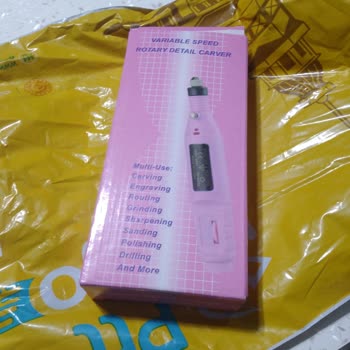 VARIABLE SPEED
ROTARY DETAIL CARVER
Multi-Use:
Carving
Engraving
Routing
Grinding
Sharpening
Sanding
Polishing
Drilling
And More